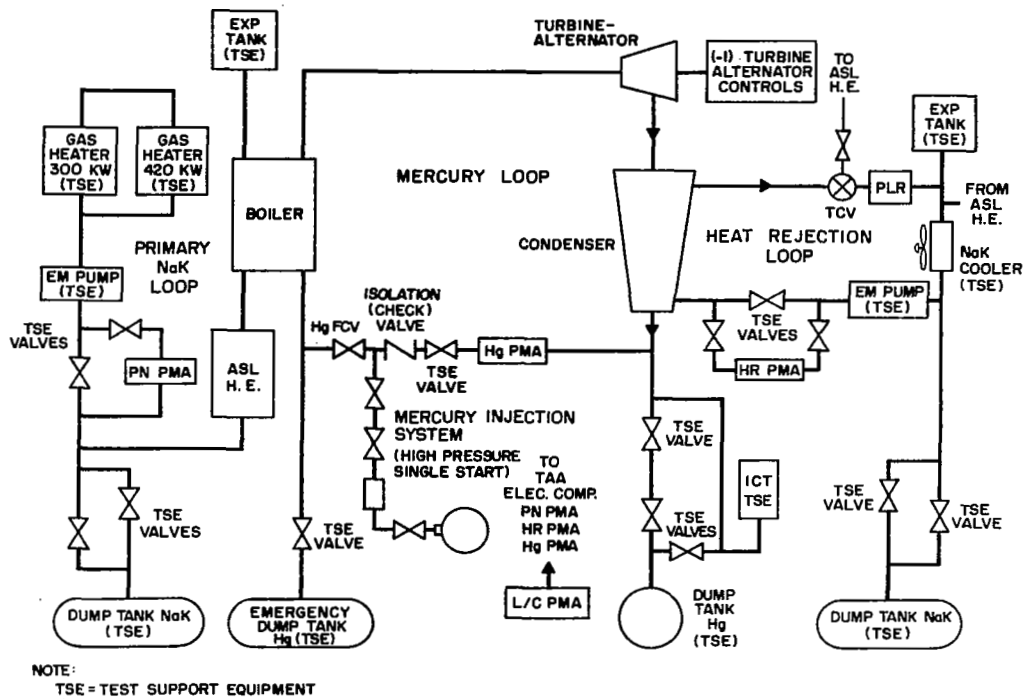 EXP
TANK
(TSE)
TURBINE-
ALTERNATOR
(-1) TURBINE
ALTERNATOR
CONTROLS
TO
ASL
H.E.
EXP
TANK
(TSE)
GAS
HEATER
300 KW
(TSE)
GAS
HEATER
420 KW
(TSE)
BOILER
MERCURY LOOP
TCV
PLR
FROM
ASL
H.E.
PRIMARY
NaK
LOOP
CONDENSER
HEAT REJECTION
LOOP
NaK
COOLER
(TSE)
EM PUMP
(TSE)
ISOLATION
(CHECK)
VALVE
Hg FCV
EM PUMP
(TSE)
TSE
VALVES
TSE
VALVES
PN PMA
ASL
H.E.
TSE
VALVE
Hg PMA
HR PMA
MERCURY INJECTION
SYSTEM
(HIGH PRESSURE
SINGLE START)
TSE
VALVE
TO
TAA
ELEC. COMP.
PN PMA
HR PMA
Hg PMA
ICT
TSE
TSE
VALVES
TSE
VALVE
TSE
VALVES
TSE
VALVE
TSE
VALVE
L/C PMA
DUMP TANK NaK
(TSE)
EMERGENCY
DUMP TANK
Hg (TSE)
DUMP
TANK
Hg
(TSE)
DUMP TANK NaK
(TSE)
NOTE:
TSE = TEST SUPPORT EQUIPMENT